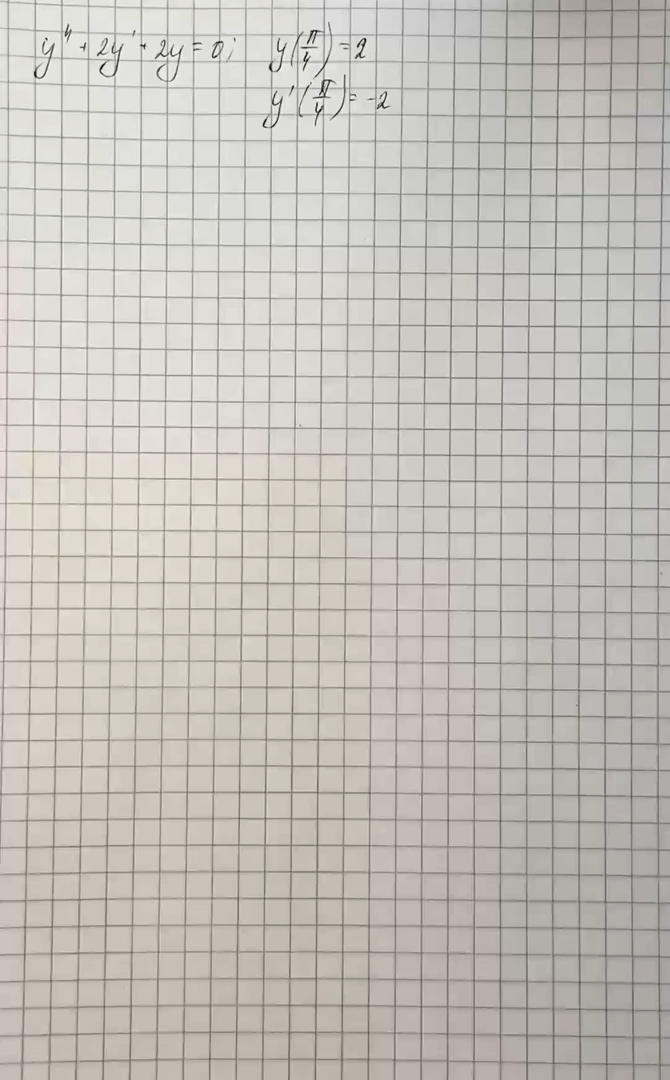 y'' + 2y' + 2y = 0; y(π/4) = 2
y'(π/4) = -2